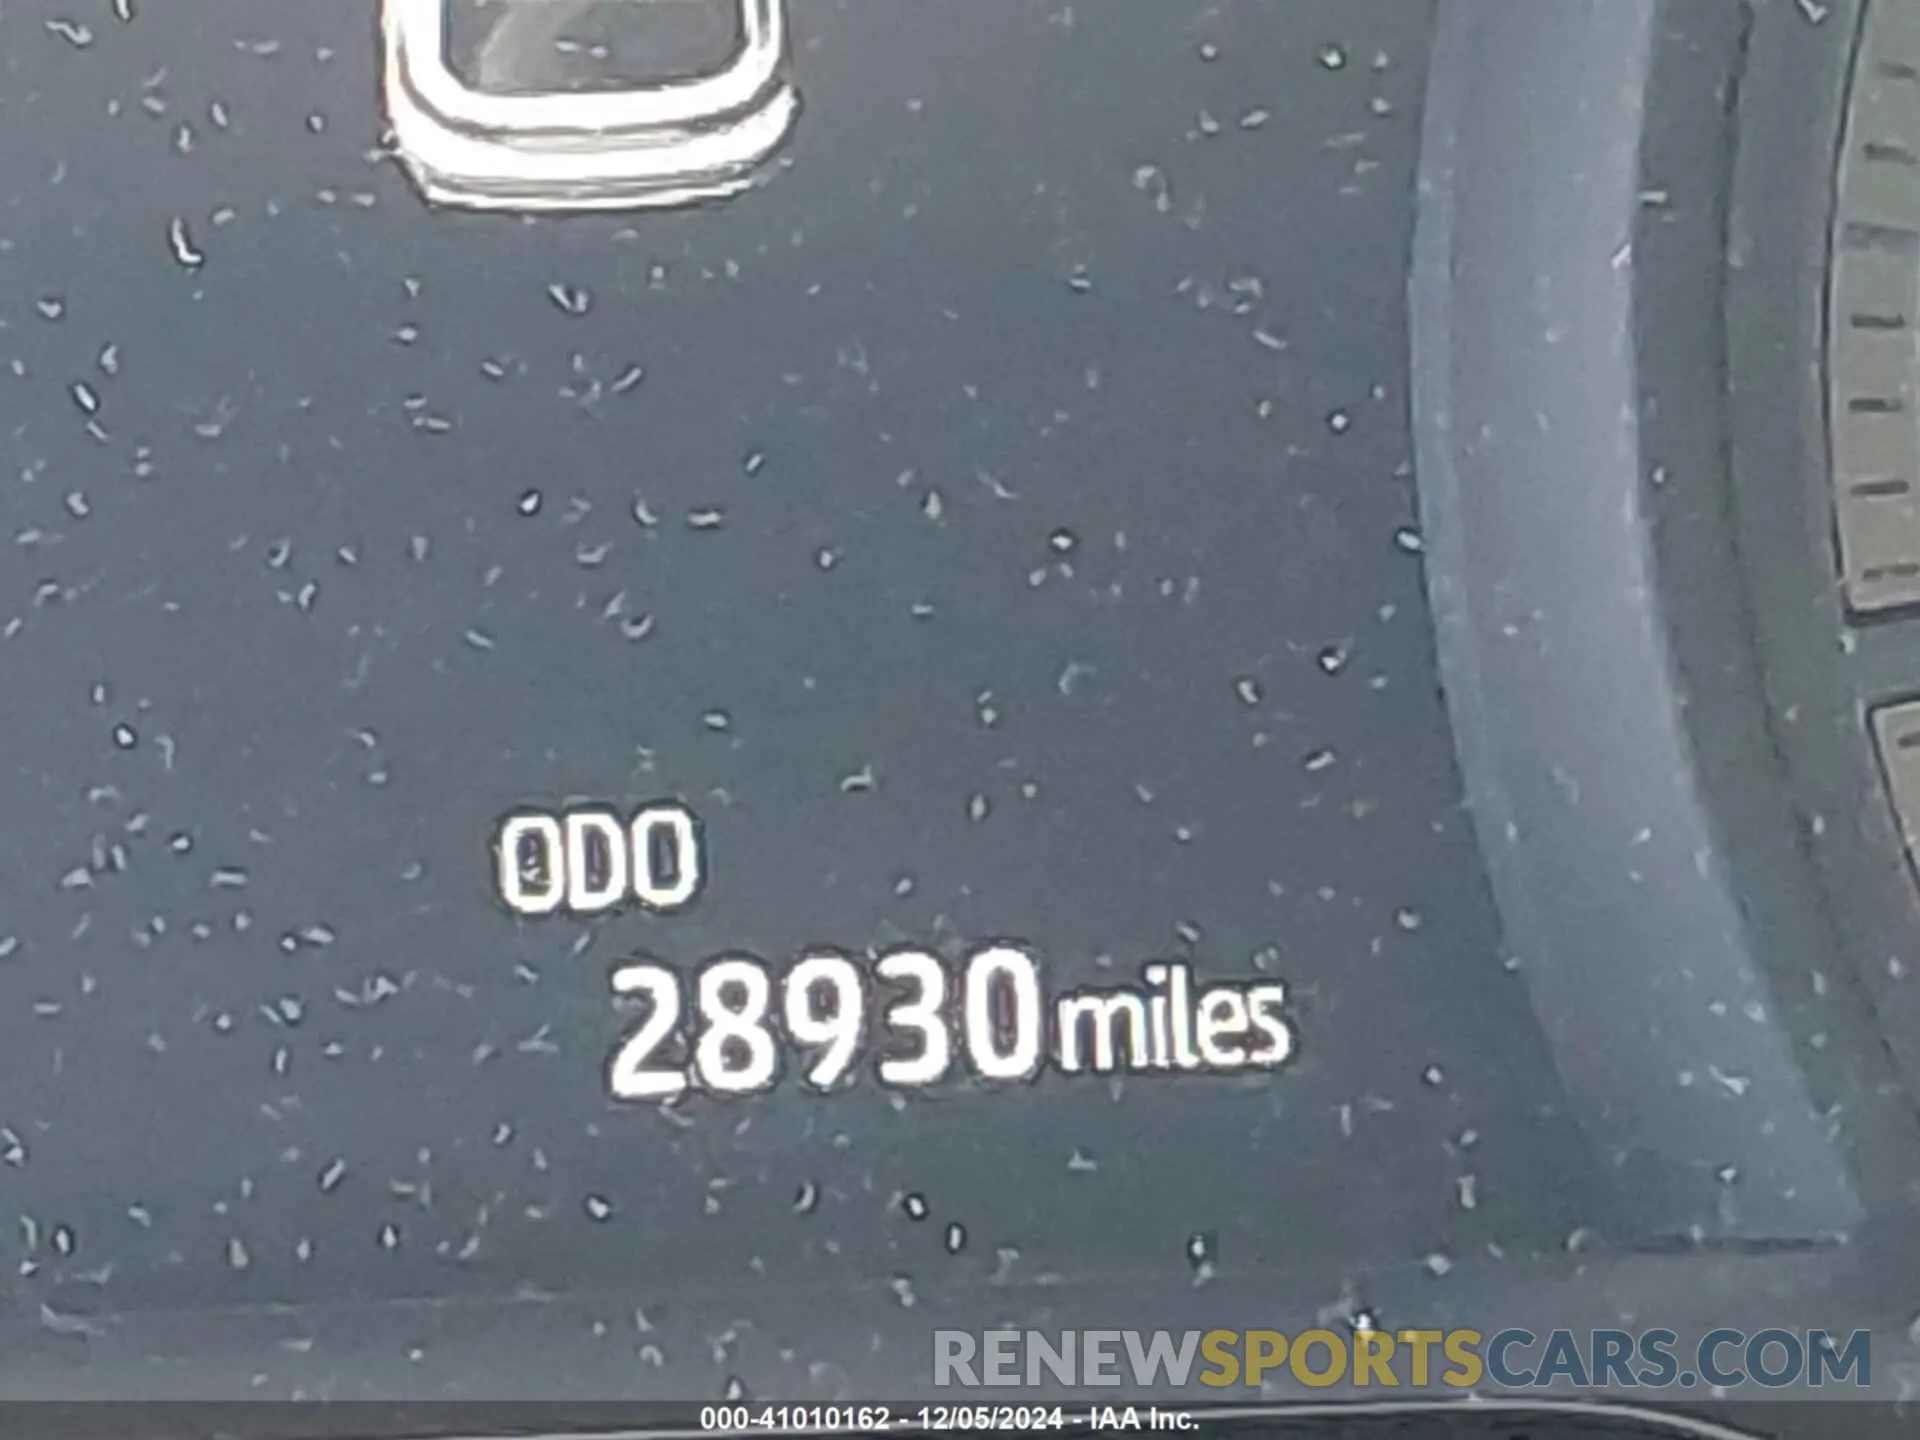 ODO
28930 miles
RENEWSPORTSCARS.COM
000-41010162 - 12/05/2024 - IAA Inc.